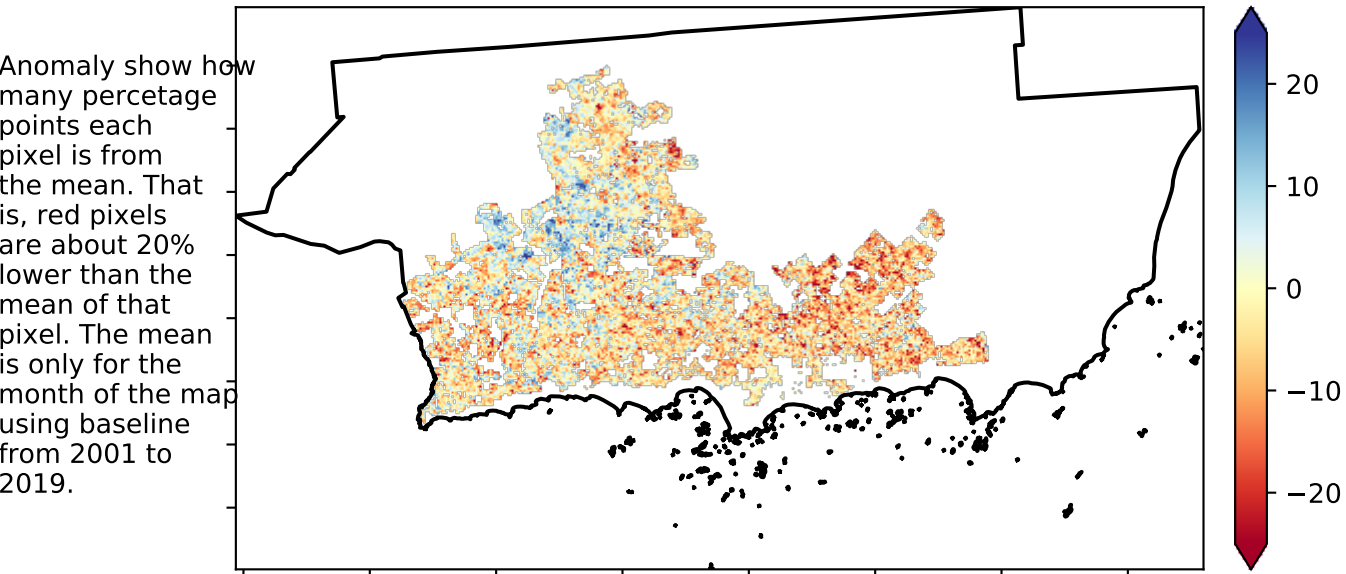 Anomaly show how
many percetage
points each
pixel is from
the mean. That
is, red pixels
are about 20%
lower than the
mean of that
pixel. The mean
is only for the
month of the map
using baseline
from 2001 to
2019.
20
10
0
−10
−20